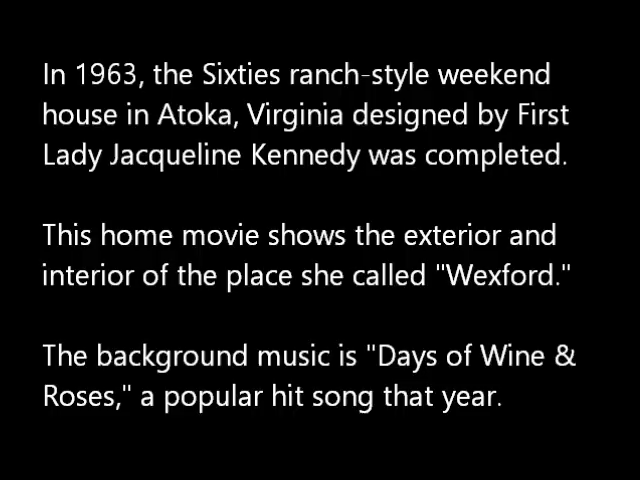 In 1963, the Sixties ranch-style weekend
house in Atoka, Virginia designed by First
Lady Jacqueline Kennedy was completed.
This home movie shows the exterior and
interior of the place she called "Wexford."
The background music is "Days of Wine &
Roses," a popular hit song that year.